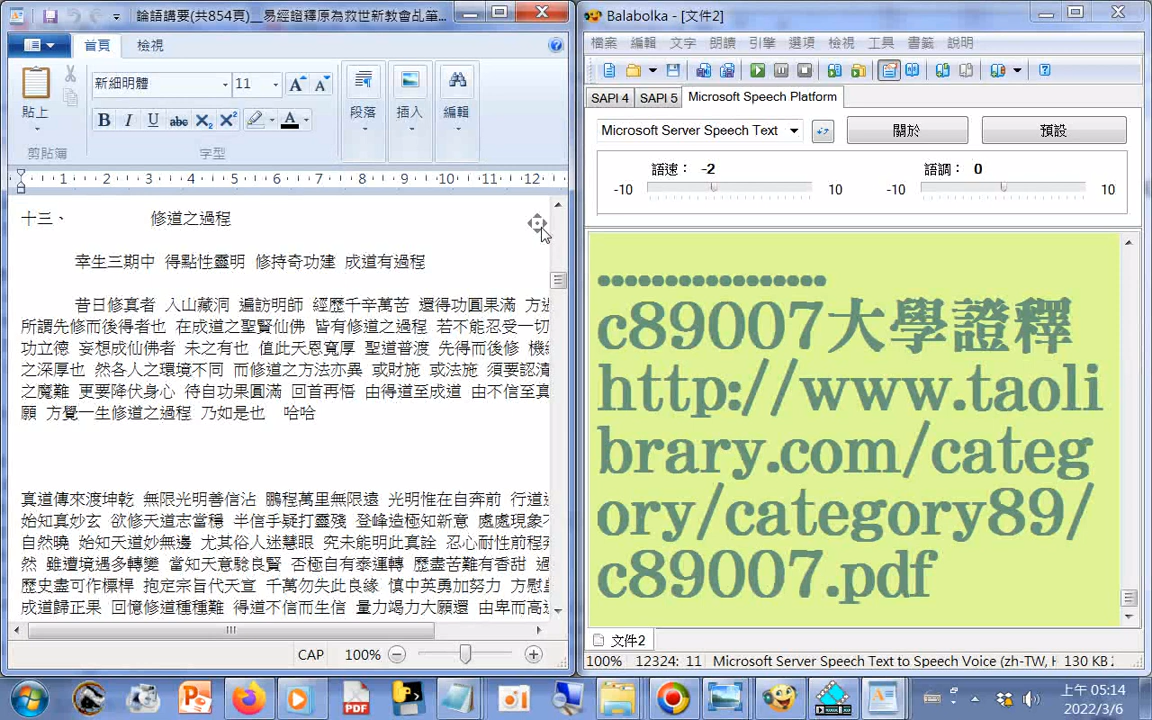 論語講要(共854頁)__易經證釋原為救世新教會乩筆...
首頁 檢視
新細明體 11
貼上
剪貼簿
字型
段落
插入
編輯
1 2 3 4 5 6 7 8 9 10 11 12
十三、 修道之過程
幸生三期中 得點性靈明 修持奇功建 成道有過程
昔日修真者 入山藏洞 遍訪明師 經歷千辛萬苦 還得功圓果滿 方
所謂先修而後得者也 在成道之聖賢仙佛 皆有修道之過程 若不能忍受一切
功立德 妄想成仙佛者 未之有也 值此天恩寬厚 聖道普渡 先得而後修 機
之深厚也 然各人之環境不同 而修道之方法亦異 或財施 或法施 須要認清
之魔難 更要降伏身心 待自功果圓滿 回首再悟 由得道至成道 由不信至真
願 方覺一生修道之過程 乃如是也 哈哈
真道傳來渡坤乾 無限光明善信沾 鵬程萬里無限遠 光明惟在自奔前 行道
始知真妙玄 欲修天道志當穩 半信手疑打靈殘 登峰造極知新意 處處現象
自然曉 始知天道妙無邊 尤其俗人迷慧眼 究未能明此真詮 忍心耐性前程
然 雖遭境遇多轉變 當知天意騐良賢 否極自有泰運轉 歷盡苦難有香甜 過
歷史盡可作標桿 抱定宗旨代天宣 千萬勿失此良緣 慎中英勇加努力 方慰
成道歸正果 回憶修道種種難 得道不信而生信 量力竭力大願還 由卑而高
CAP 100%
Balabolka - [文件2]
檔案 編輯 文字 朗讀 引擎 選項 檢視 工具 書籤 說明
SAPI 4 SAPI 5 Microsoft Speech Platform
Microsoft Server Speech Text 關於 預設
語速： -2 語調： 0
-10 10 -10 10
c89007大學證釋
http://www.taoli
brary.com/categ
ory/category89/
c89007.pdf
文件2
100% 12324: 11 Microsoft Server Speech Text to Speech Voice (zh-TW, H 130 KB
上午 05:14
2022/3/6